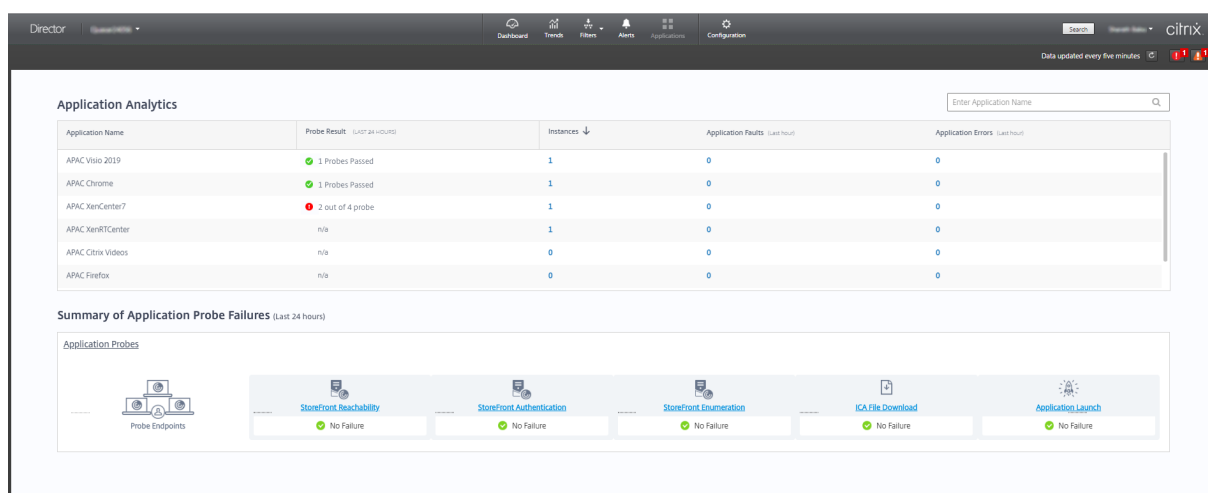 Director
Dashboard Trends Filters Alerts Applications Configuration
Search
citrix
Data updated every five minutes
1 1
Application Analytics
Enter Application Name
Application Name Probe Result (LAST 24 HOURS) Instances Application Faults (Last hour) Application Errors (Last hour)
APAC Visio 2019 1 Probes Passed 1 0 0
APAC Chrome 1 Probes Passed 1 0 0
APAC XenCenter7 2 out of 4 probe 1 0 0
APAC XenRTCenter n/a 1 0 0
APAC Citrix Videos n/a 0 0 0
APAC Firefox n/a 0 0 0
Summary of Application Probe Failures (Last 24 hours)
Application Probes
StoreFront Reachability StoreFront Authentication StoreFront Enumeration ICA File Download Application Launch
Probe Endpoints No Failure No Failure No Failure No Failure No Failure